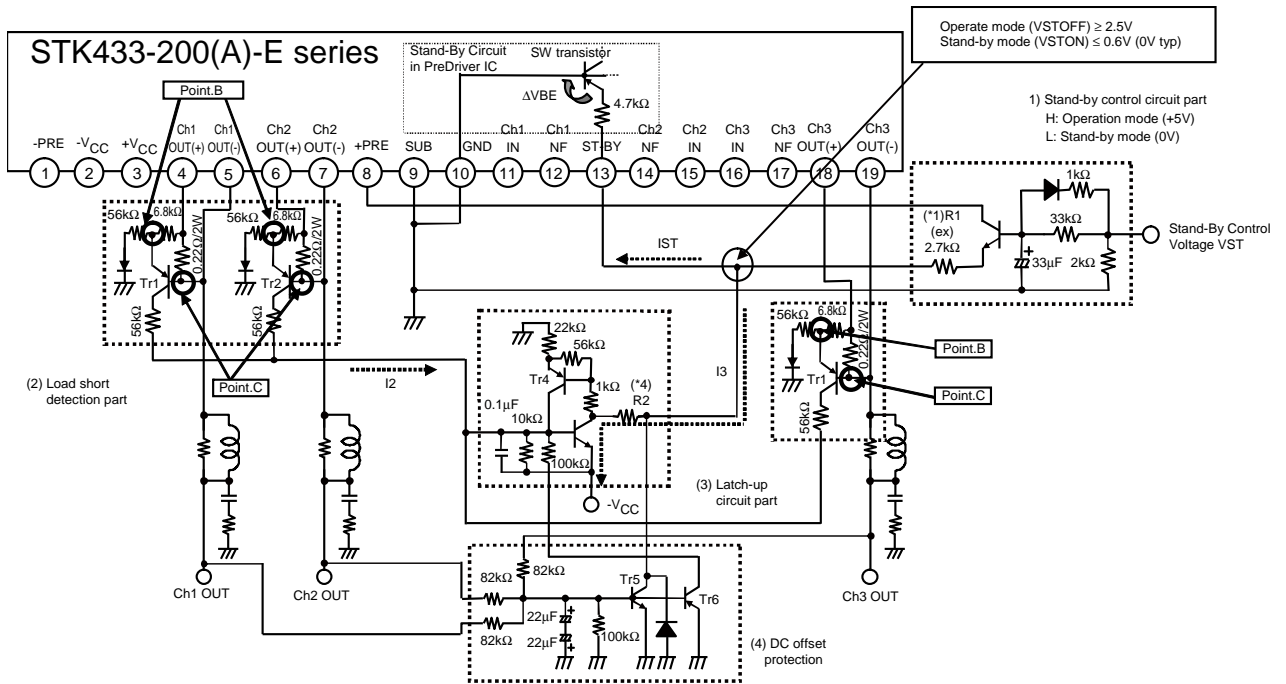 Operate mode (VSTOFF) ≥ 2.5V
Stand-by mode (VSTON) ≤ 0.6V (0V typ)
STK433-200(A)-E series
Stand-By Circuit
in PreDriver IC
SW transistor
ΔVBE
4.7kΩ
Point.B
1) Stand-by control circuit part
H: Operation mode (+5V)
L: Stand-by mode (0V)
-PRE
-VCC
+VCC
Ch1
OUT(+)
Ch1
OUT(-)
Ch2
OUT(+)
Ch2
OUT(-)
+PRE
SUB
GND
Ch1
IN
Ch1
NF
ST-BY
Ch2
NF
Ch2
IN
Ch3
IN
Ch3
NF
Ch3
OUT(+)
Ch3
OUT(-)
1
2
3
4
5
6
7
8
9
10
11
12
13
14
15
16
17
18
19
56kΩ
6.8kΩ
0.22Ω/2W
Tr1
56kΩ
56kΩ
6.8kΩ
0.22Ω/2W
Tr2
56kΩ
IST
(*1)R1
(ex)
2.7kΩ
1kΩ
33kΩ
33μF
2kΩ
Stand-By Control
Voltage VST
(2) Load short
detection part
Point.C
I2
22kΩ
56kΩ
Tr4
1kΩ
(*4)
R2
0.1μF
10kΩ
100kΩ
-VCC
I3
(3) Latch-up
circuit part
56kΩ
6.8kΩ
0.22Ω/2W
Tr1
56kΩ
Point.B
Point.C
Ch1 OUT
Ch2 OUT
Ch3 OUT
82kΩ
82kΩ
82kΩ
22μF
22μF
+
+
100kΩ
Tr5
Tr6
(4) DC offset
protection